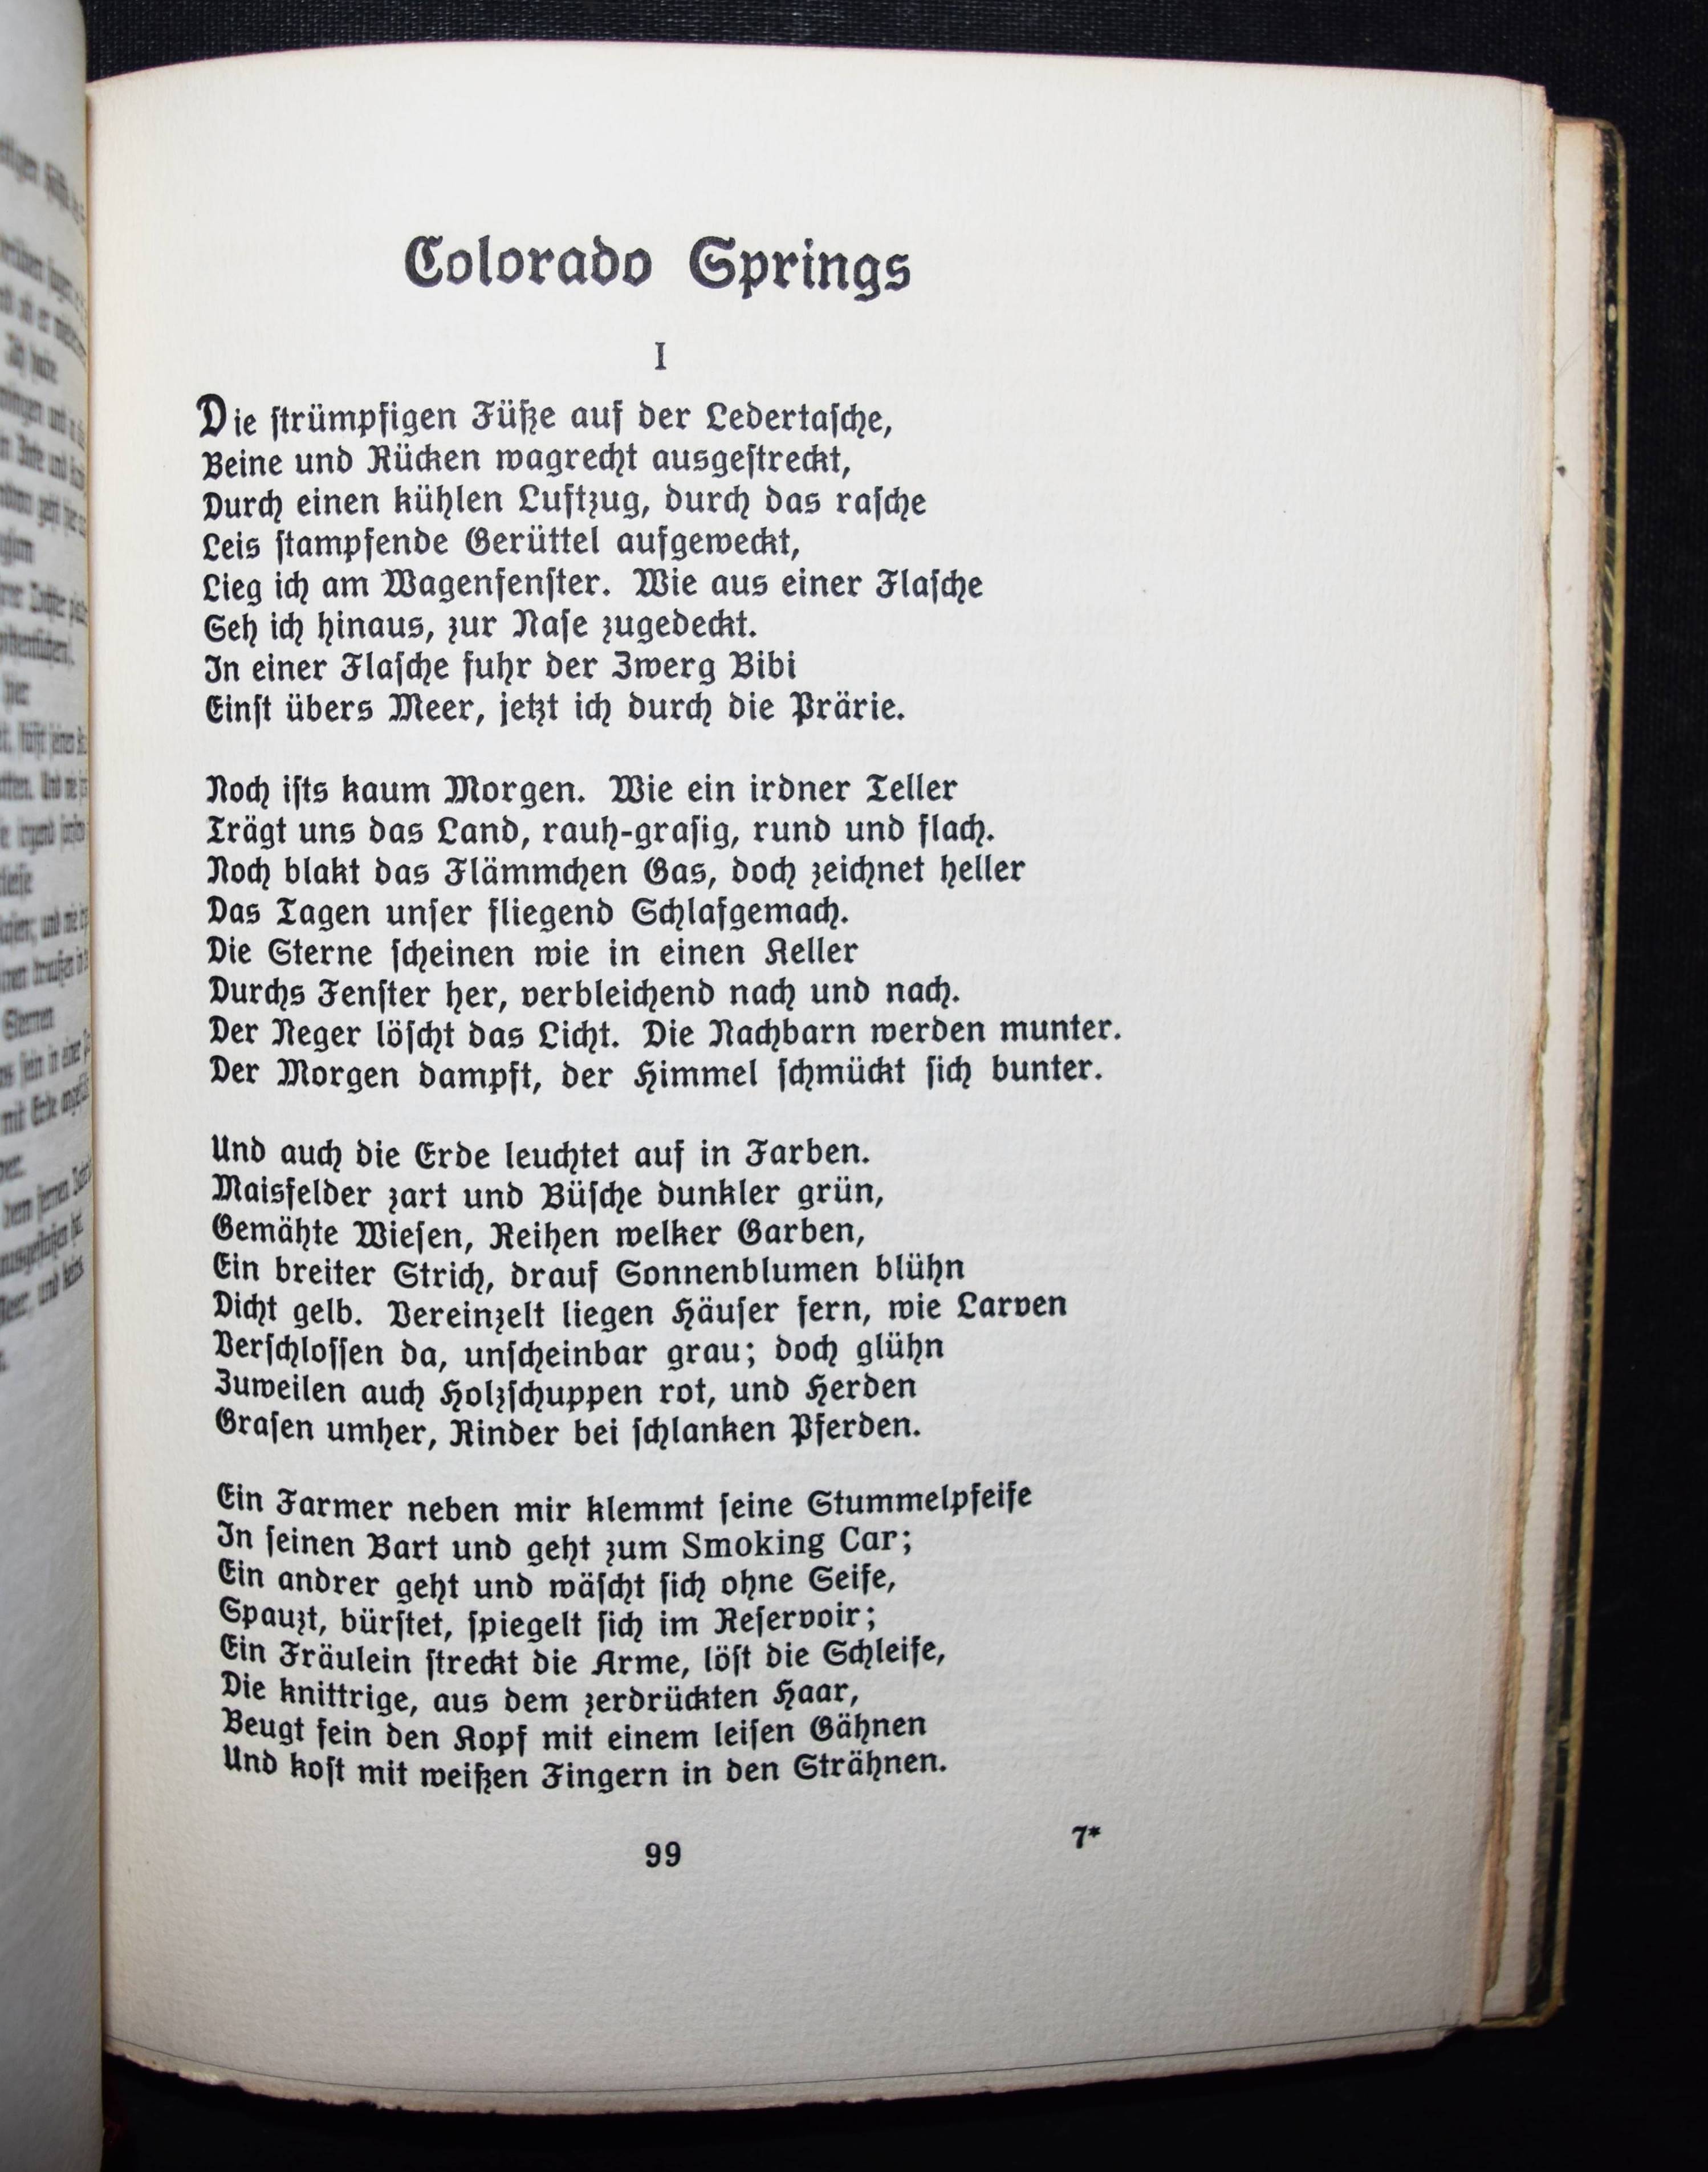 Colorado Springs
I
Die strümpfigen Füße auf der Ledertasche,
Beine und Rücken wagrecht ausgestreckt,
Durch einen kühlen Luftzug, durch das rasche
Leis stampfende Gerüttel aufgeweckt,
Lieg ich am Wagenfenster. Wie aus einer Flasche
Seh ich hinaus, zur Nase zugedeckt.
In einer Flasche fuhr der Zwerg Bibi
Einst übers Meer, jetzt ich durch die Prärie.
Noch ists kaum Morgen. Wie ein irdner Teller
Trägt uns das Land, rauh-grasig, rund und flach.
Noch blakt das Flämmchen Gas, doch zeichnet heller
Das Tagen unser fliegend Schlafgemach.
Die Sterne scheinen wie in einen Keller
Durchs Fenster her, verbleichend nach und nach.
Der Neger löscht das Licht. Die Nachbarn werden munter.
Der Morgen dampft, der Himmel schmückt sich bunter.
Und auch die Erde leuchtet auf in Farben.
Maisfelder zart und Büsche dunkler grün,
Gemähte Wiesen, Reihen welker Garben,
Ein breiter Strich, drauf Sonnenblumen blühn
Dicht gelb. Vereinzelt liegen Häuser fern, wie Larven
Verschlossen da, unscheinbar grau; doch glühn
Zuweilen auch Holzschuppen rot, und Herden
Grasen umher, Rinder bei schlanken Pferden.
Ein Farmer neben mir klemmt seine Stummelpfeife
In seinen Bart und geht zum Smoking Car;
Ein andrer geht und wäscht sich ohne Seife,
Spauzt, bürstet, spiegelt sich im Reservoir;
Ein Fräulein streckt die Arme, löst die Schleife,
Die knittrige, aus dem zerdrückten Haar,
Beugt fein den Kopf mit einem leisen Gähnen
Und kost mit weißen Fingern in den Strähnen.
99
7*